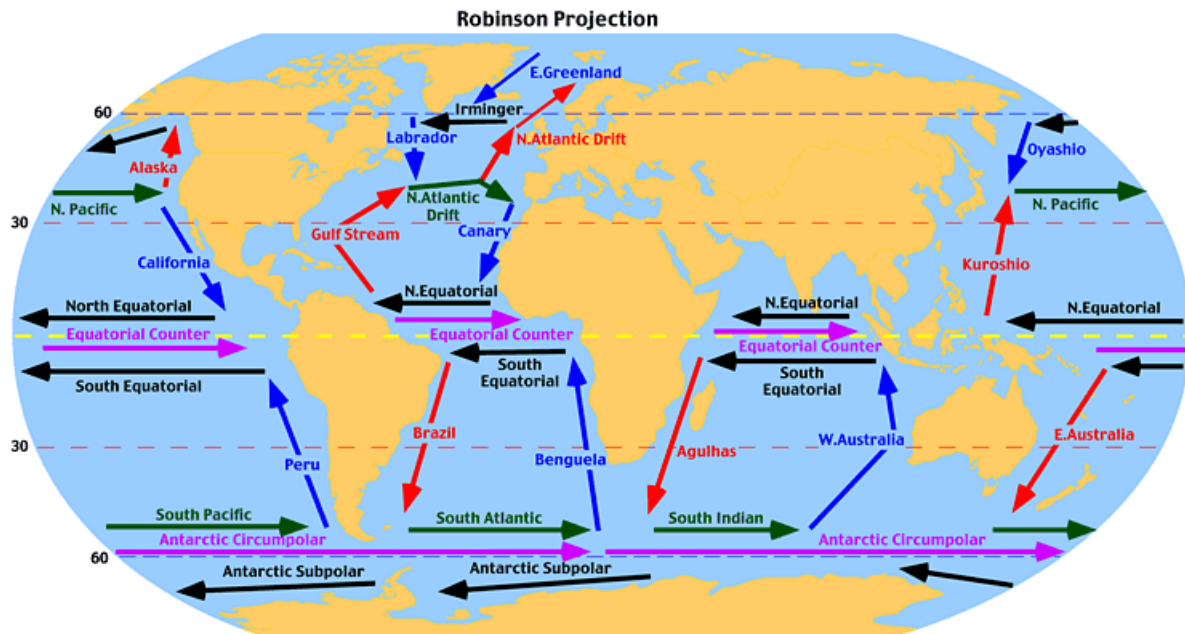 Robinson Projection
E.Greenland
60
Irminger
Labrador
N.Atlantic Drift
Oyashio
Alaska
N. Pacific
N.Atlantic
Drift
N. Pacific
30
Gulf Stream
Canary
California
Kuroshio
North Equatorial
N.Equatorial
N.Equatorial
N.Equatorial
Equatorial Counter
Equatorial Counter
Equatorial Counter
South Equatorial
South
Equatorial
South
Equatorial
30
Brazil
Peru
Benguela
Agulhas
W.Australia
E.Australia
South Pacific
South Atlantic
South Indian
Antarctic Circumpolar
Antarctic Circumpolar
60
Antarctic Subpolar
Antarctic Subpolar